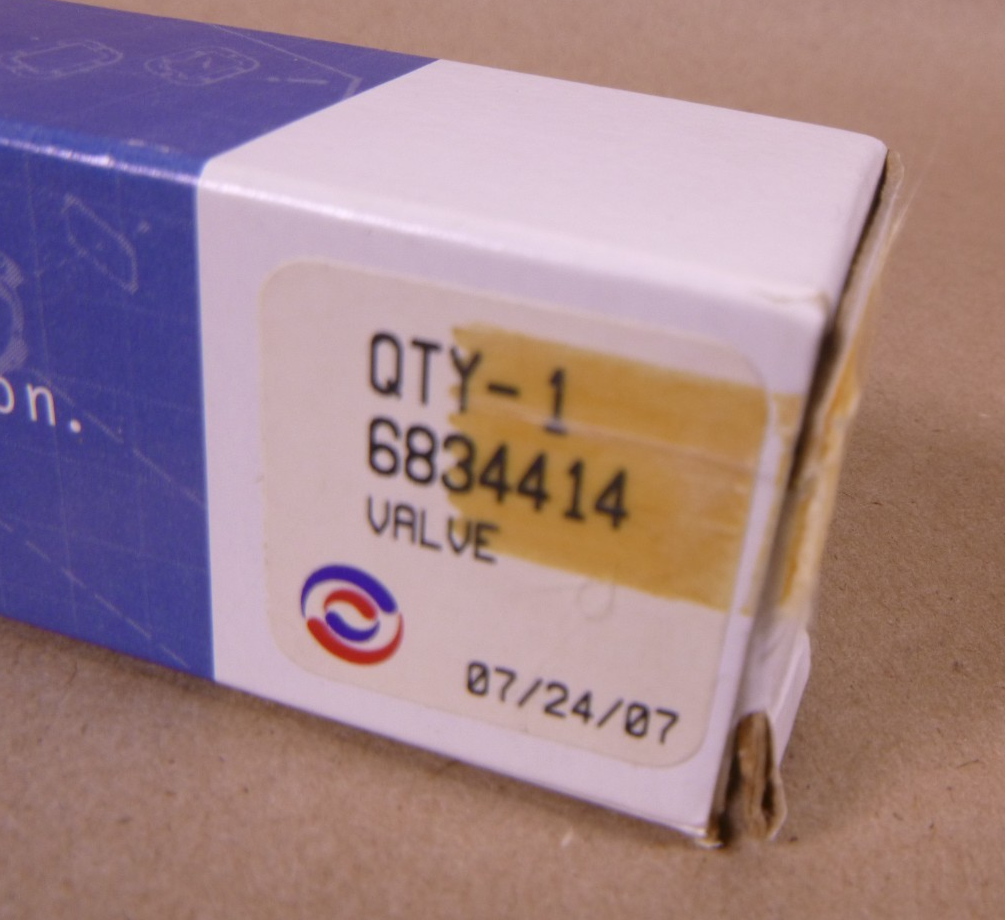 on.
QTY-1
6834414
VALVE
07/24/07